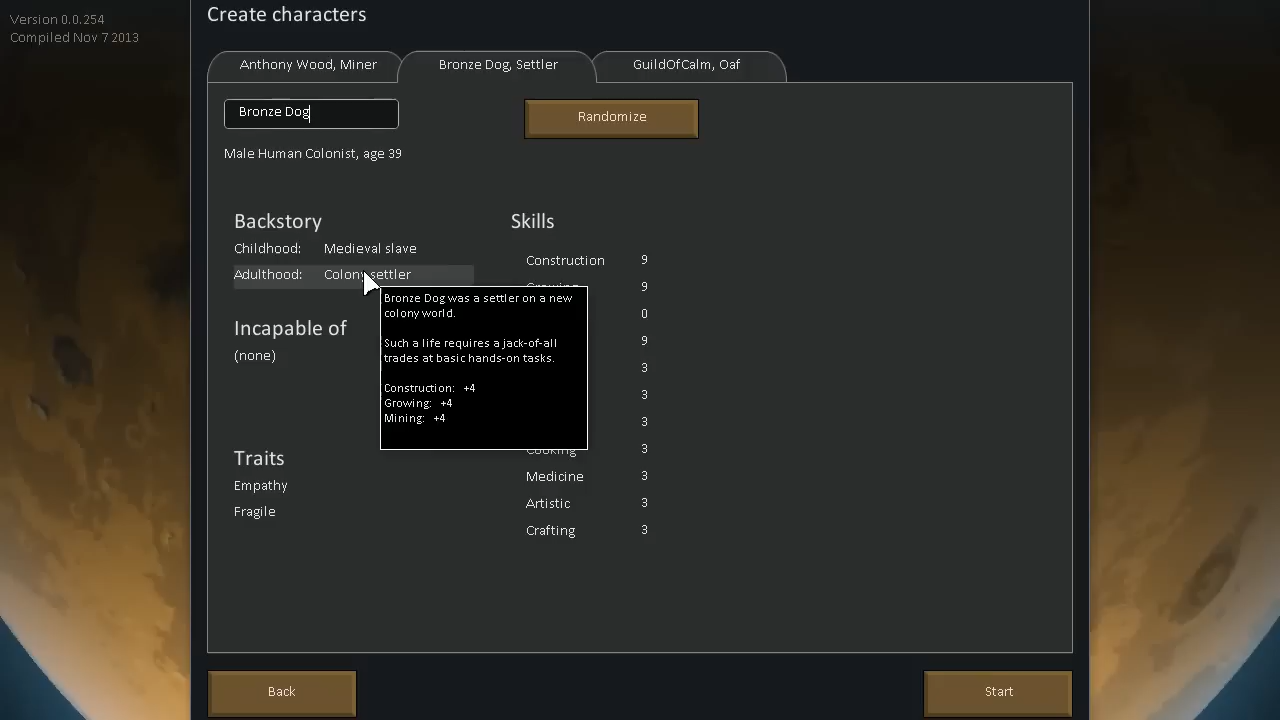 Version 0.0.254
Compiled Nov 7 2013
Create characters
Anthony Wood, Miner
Bronze Dog, Settler
GuildOfCalm, Oaf
Bronze Dog
Randomize
Male Human Colonist, age 39
Backstory
Childhood: Medieval slave
Adulthood: Colony settler
Incapable of
(none)
Traits
Empathy
Fragile
Bronze Dog was a settler on a new
colony world.
Such a life requires a jack-of-all
trades at basic hands-on tasks.
Construction: +4
Growing: +4
Mining: +4
Skills
Construction 9
Growing 9
0
9
3
3
3
Cooking 3
Medicine 3
Artistic 3
Crafting 3
Back
Start